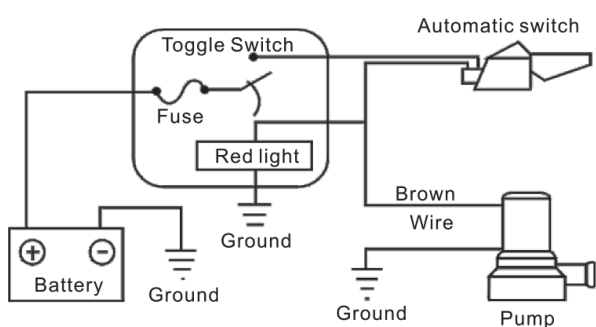 Automatic switch
Toggle Switch
Fuse
Red light
Brown
Wire
Ground
+
-
Battery
Ground
Ground
Pump